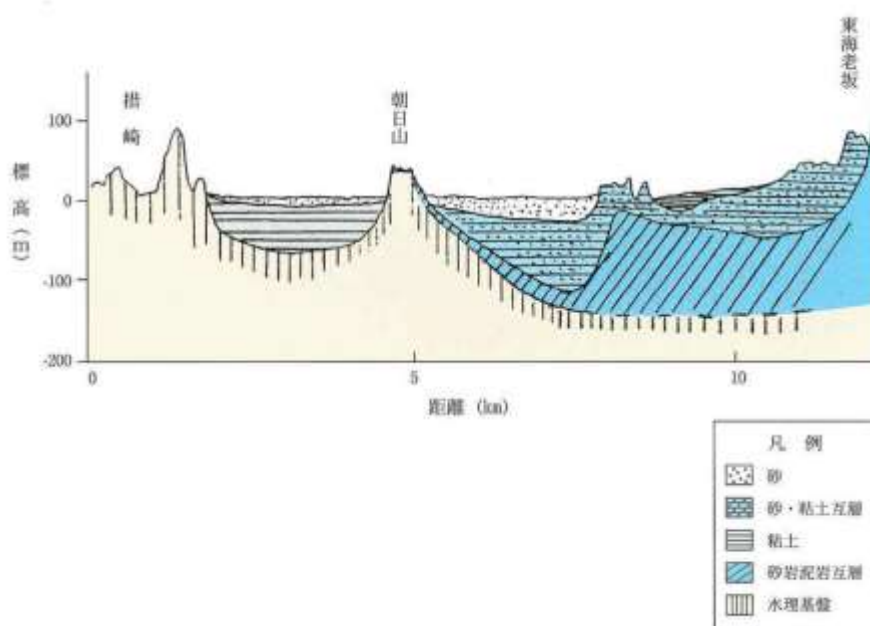 東海老坂
朝日山
措崎
標高(日)
100
0
-100
-200
0
5
10
距離 (km)
凡例
砂
砂・粘土互層
粘土
砂岩泥岩互層
水理基盤